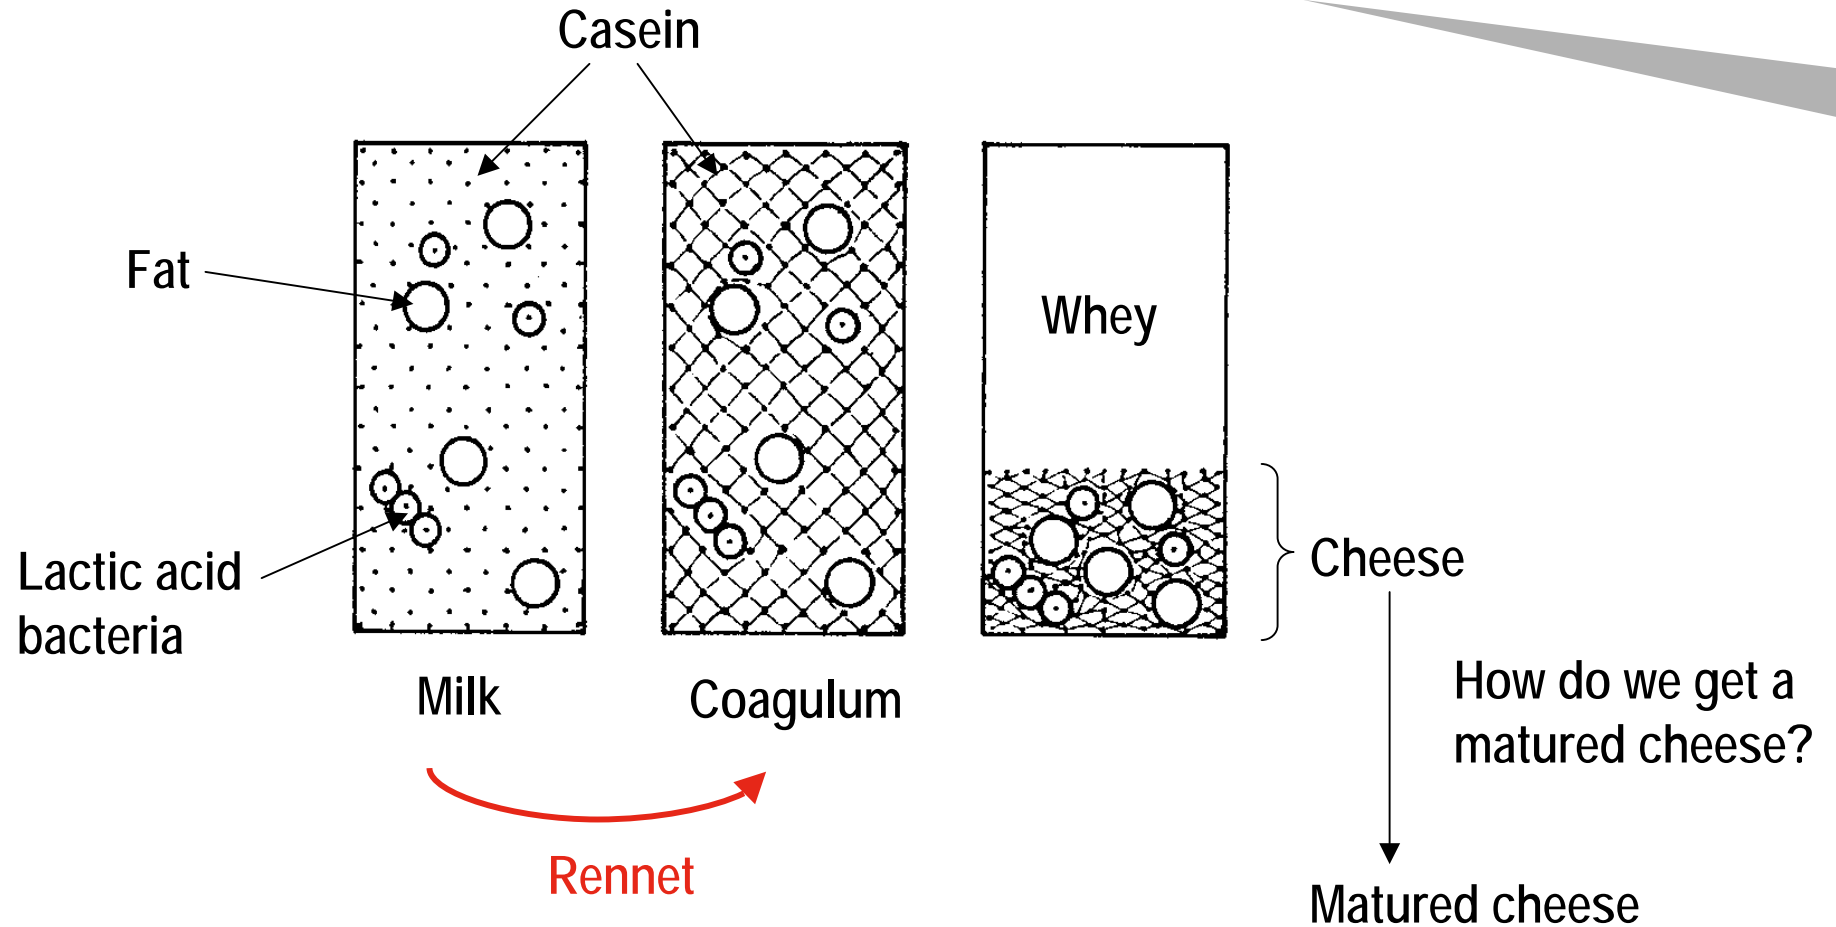 Casein
Fat
Whey
Lactic acid
bacteria
Cheese
Milk
Coagulum
How do we get a
matured cheese?
Rennet
Matured cheese